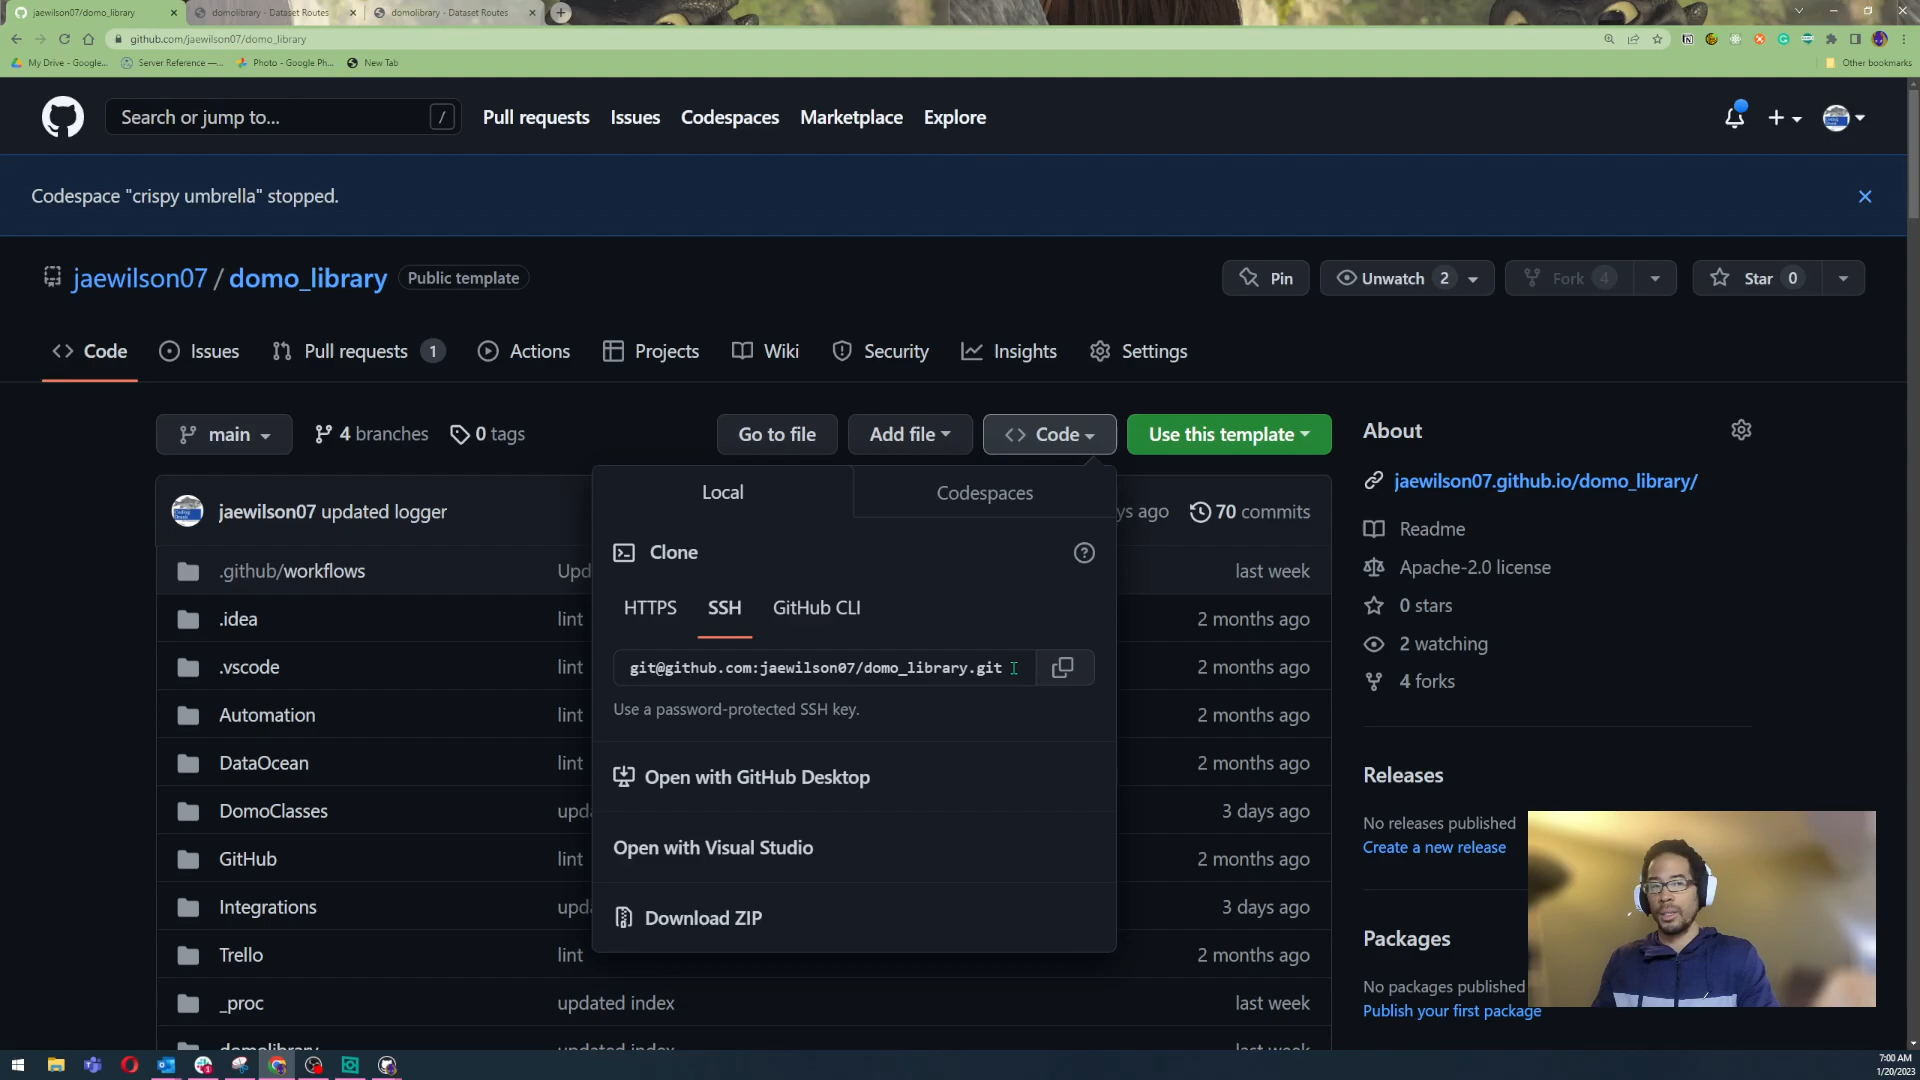 jaewilson07/domo_library
domolibrary - Dataset Routes
domolibrary - Dataset Routes
github.com/jaewilson07/domo_library
My Drive - Google...
Server Reference —...
Photo - Google Ph...
New Tab
Other bookmarks
Search or jump to...
/
Pull requests
Issues
Codespaces
Marketplace
Explore
Codespace "crispy umbrella" stopped.
jaewilson07 / domo_library
Public template
Pin
Unwatch 2
Fork 4
Star 0
Code
Issues
Pull requests 1
Actions
Projects
Wiki
Security
Insights
Settings
main
4 branches
0 tags
Go to file
Add file
Code
Use this template
About
jaewilson07.github.io/domo_library/
Readme
Apache-2.0 license
0 stars
2 watching
4 forks
Releases
No releases published
Create a new release
Packages
No packages published
Publish your first package
jaewilson07 updated logger
ys ago
70 commits
.github/workflows
Upd
last week
.idea
lint
2 months ago
.vscode
lint
2 months ago
Automation
lint
2 months ago
DataOcean
lint
2 months ago
DomoClasses
upda
3 days ago
GitHub
lint
2 months ago
Integrations
upda
3 days ago
Trello
lint
2 months ago
_proc
updated index
last week
domolibrary
updated index
last week
Local
Codespaces
Clone
HTTPS
SSH
GitHub CLI
git@github.com:jaewilson07/domo_library.git
Use a password-protected SSH key.
Open with GitHub Desktop
Open with Visual Studio
Download ZIP
7:00 AM
1/20/2023